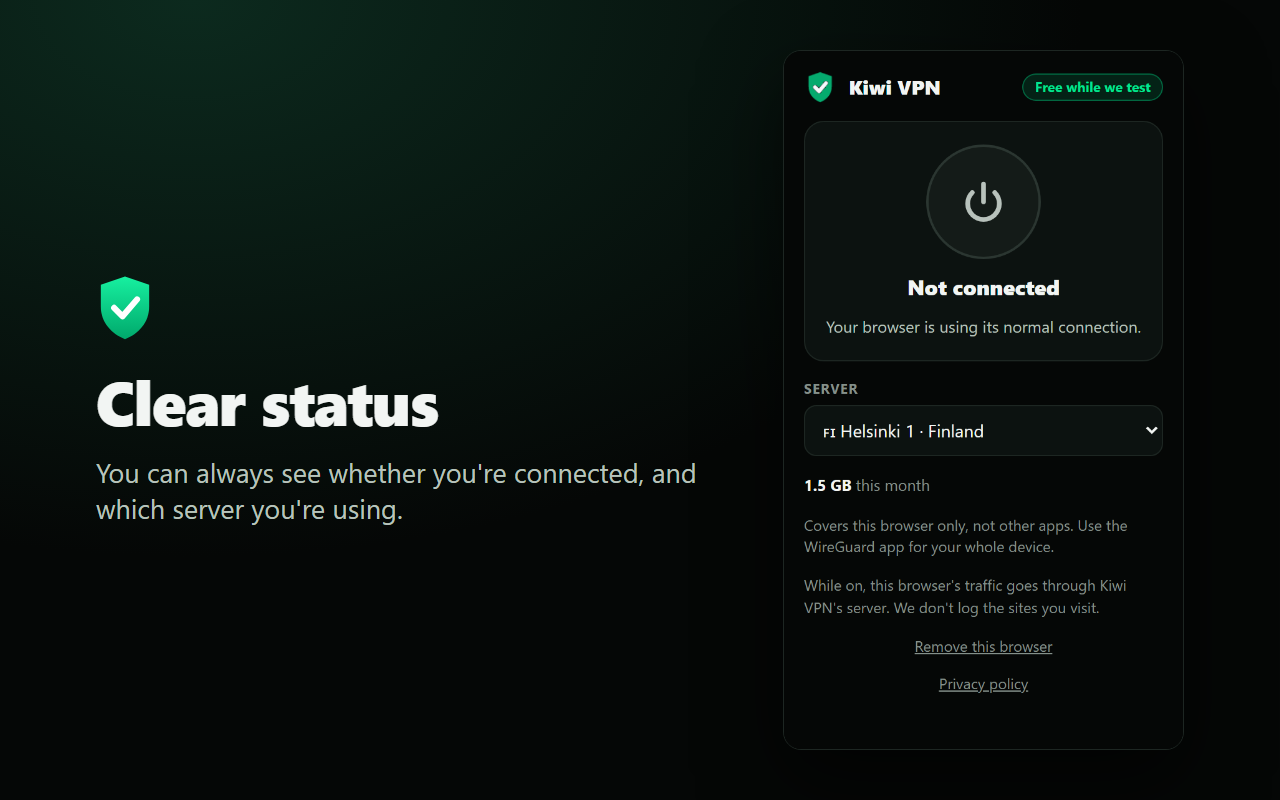 Clear status
You can always see whether you're connected, and
which server you're using.
Kiwi VPN
Free while we test
Not connected
Your browser is using its normal connection.
SERVER
FI Helsinki 1 · Finland
1.5 GB this month
Covers this browser only, not other apps. Use the
WireGuard app for your whole device.
While on, this browser's traffic goes through Kiwi
VPN's server. We don't log the sites you visit.
Remove this browser
Privacy policy